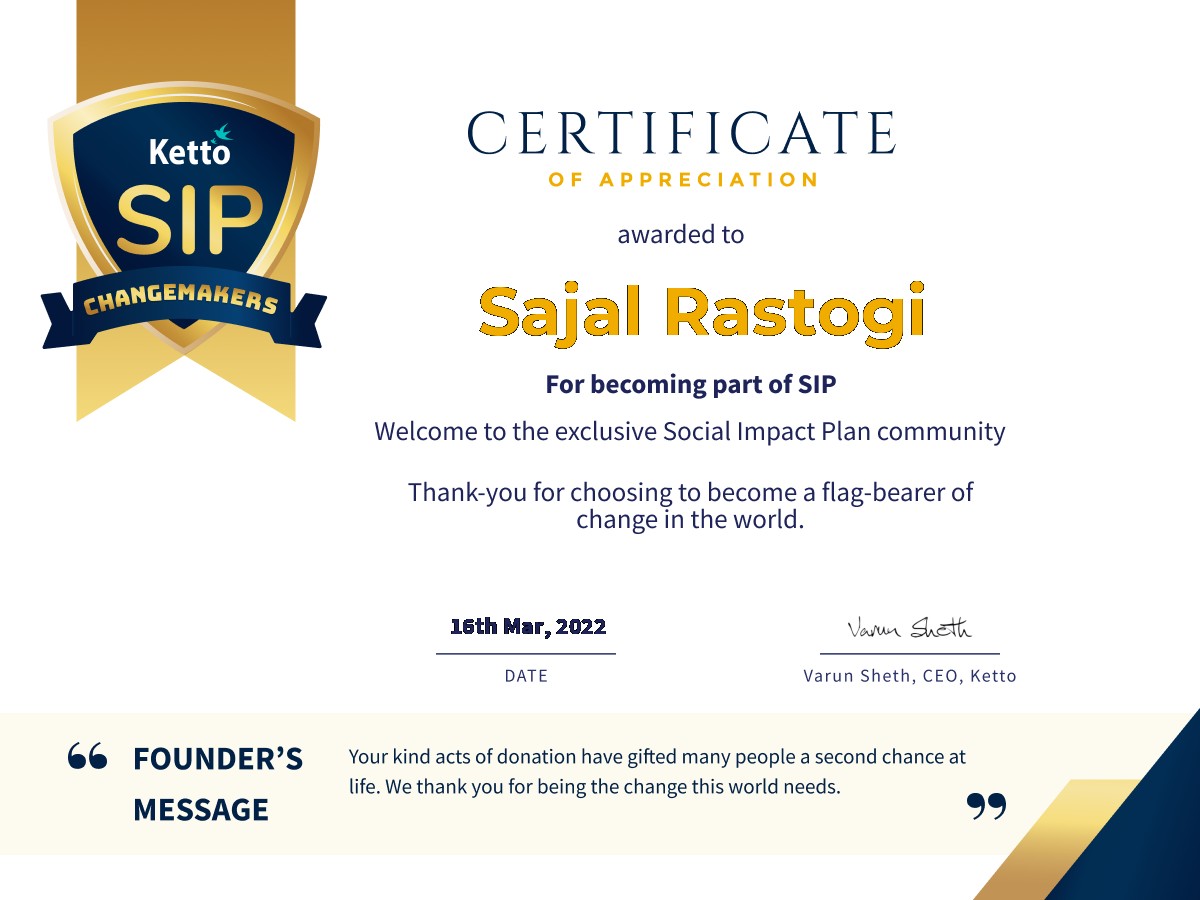 Ketto
SIP
CHANGEMAKERS
CERTIFICATE
OF APPRECIATION
awarded to
Sajal Rastogi
For becoming part of SIP
Welcome to the exclusive Social Impact Plan community
Thank-you for choosing to become a flag-bearer of
change in the world.
16th Mar, 2022
DATE
Varun Sheth
Varun Sheth, CEO, Ketto
“ FOUNDER’S
MESSAGE
Your kind acts of donation have gifted many people a second chance at
life. We thank you for being the change this world needs.
”